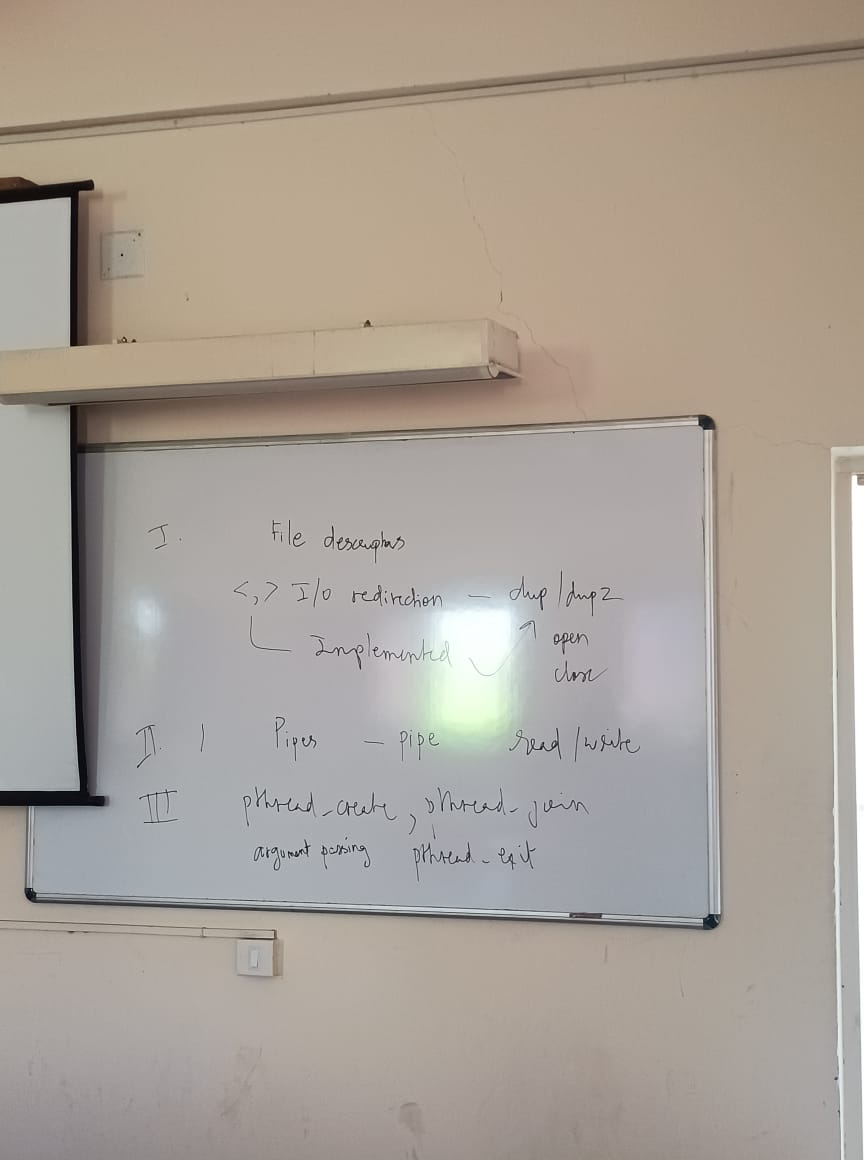 I. File descriptors
<,> I/O redirection - dup/dup2
Implemented open
close
II. | Pipes - pipe read/write
III pthread_create, pthread_join
argument passing pthread_exit